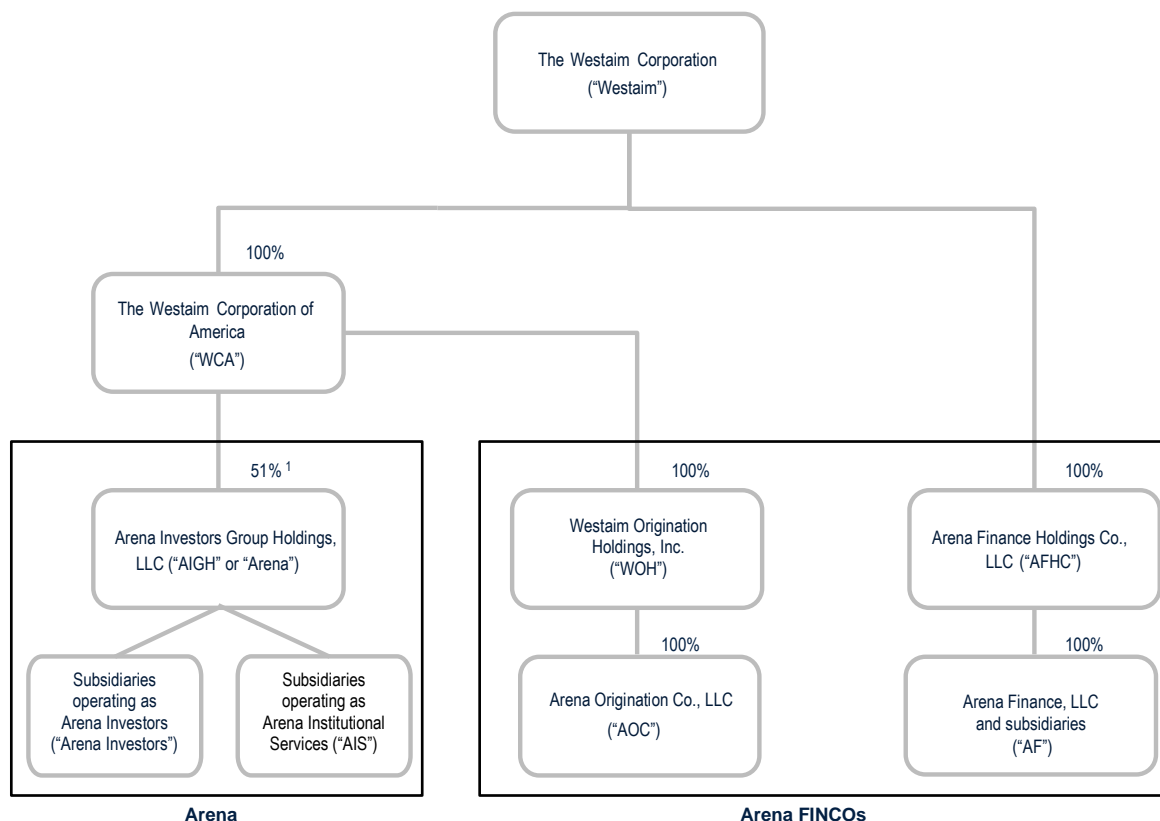 The Westaim Corporation
(“Westaim”)
100%
The Westaim Corporation of
America
(“WCA”)
51% 1
100%
100%
Arena Investors Group Holdings,
LLC (“AIGH” or “Arena”)
Westaim Origination
Holdings, Inc.
(“WOH”)
Arena Finance Holdings Co.,
LLC (“AFHC”)
100%
100%
Subsidiaries
operating as
Arena Investors
(“Arena Investors”)
Subsidiaries
operating as
Arena Institutional
Services (“AIS”)
Arena Origination Co., LLC
(“AOC”)
Arena Finance, LLC
and subsidiaries
(“AF”)
Arena
Arena FINCOs